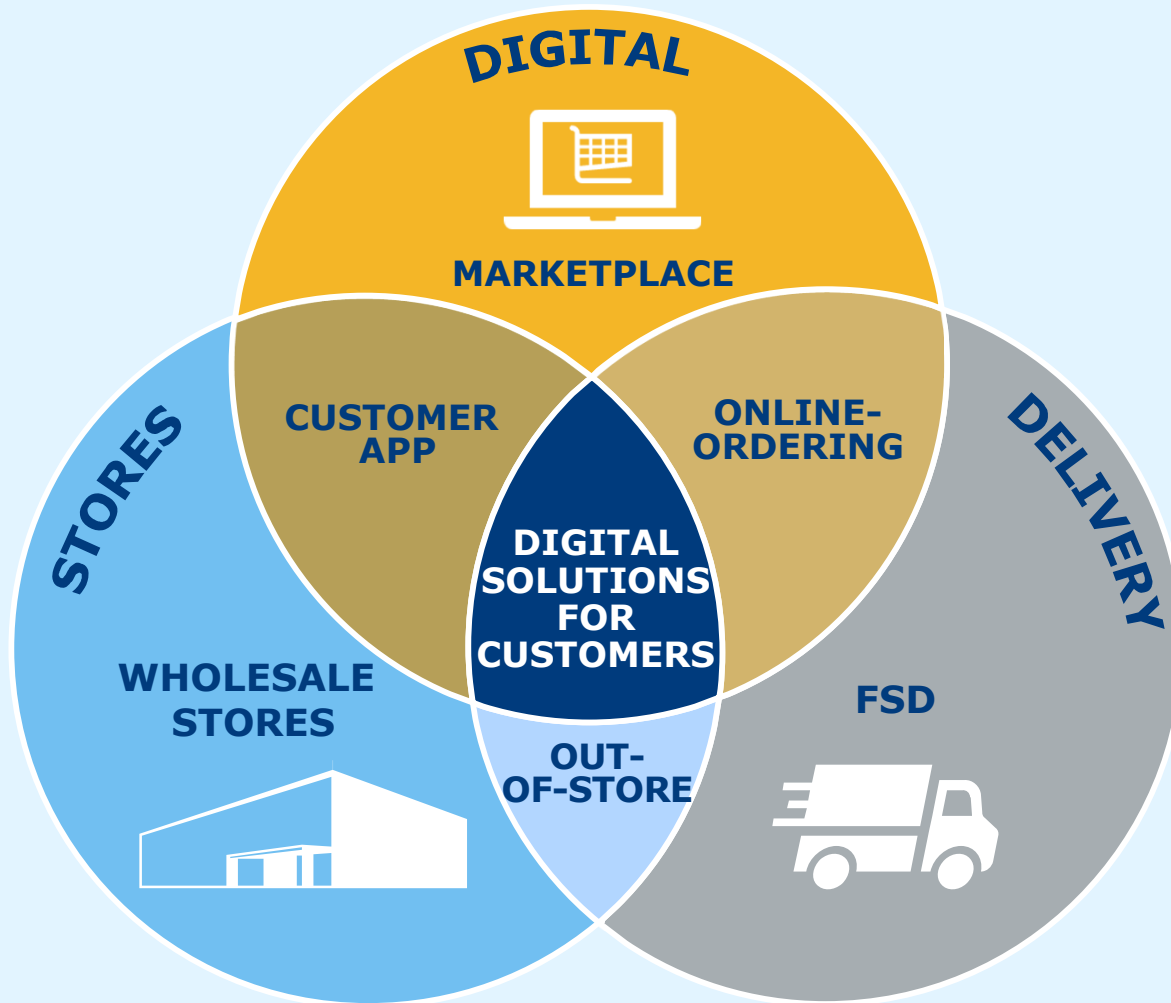 DIGITAL
MARKETPLACE
STORES
CUSTOMER
APP
ONLINE-
ORDERING
DELIVERY
DIGITAL
SOLUTIONS
FOR
CUSTOMERS
WHOLESALE
STORES
FSD
OUT-
OF-STORE